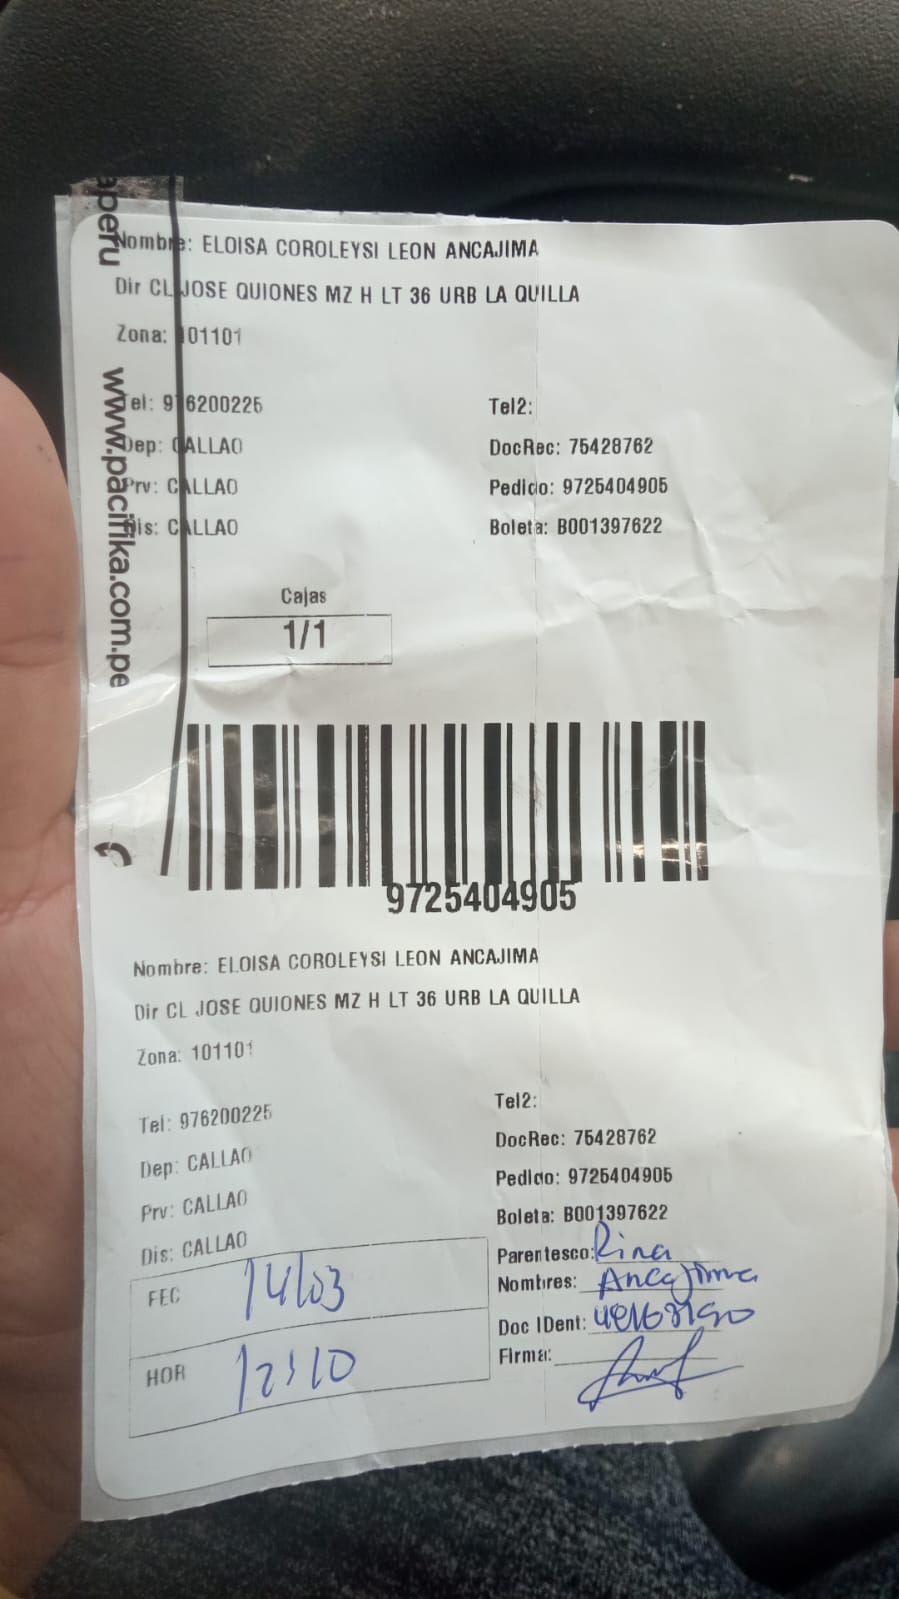 aperu
www.pacifika.com.pe
Nombre: ELOISA COROLEYSI LEON ANCAJIMA
Dir CL JOSE QUIONES MZ H LT 36 URB LA QUILLA
Zona: 101101
Tel: 976200225 Tel2:
Dep: CALLAO DocRec: 75428762
Prv: CALLAO Pedido: 9725404905
Dis: CALLAO Boleta: B001397622
Cajas
1/1
9725404905
Nombre: ELOISA COROLEYSI LEON ANCAJIMA
Dir CL JOSE QUIONES MZ H LT 36 URB LA QUILLA
Zona: 101101
Tel: 976200225 Tel2:
Dep: CALLAO DocRec: 75428762
Prv: CALLAO Pedido: 9725404905
Dis: CALLAO Boleta: B001397622
Parentesco: Rina
Nombres: Ancajima
Doc IDent:
Firma:
FEC 14/03
HOR 12:10